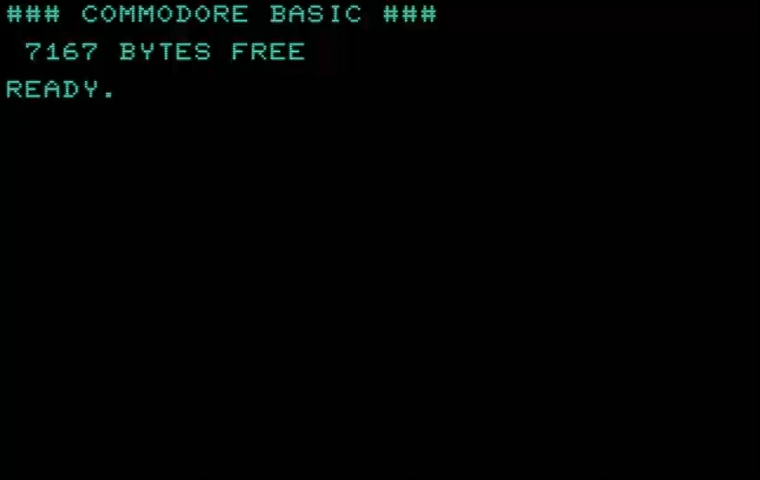 ### COMMODORE BASIC ###
7167 BYTES FREE
READY.